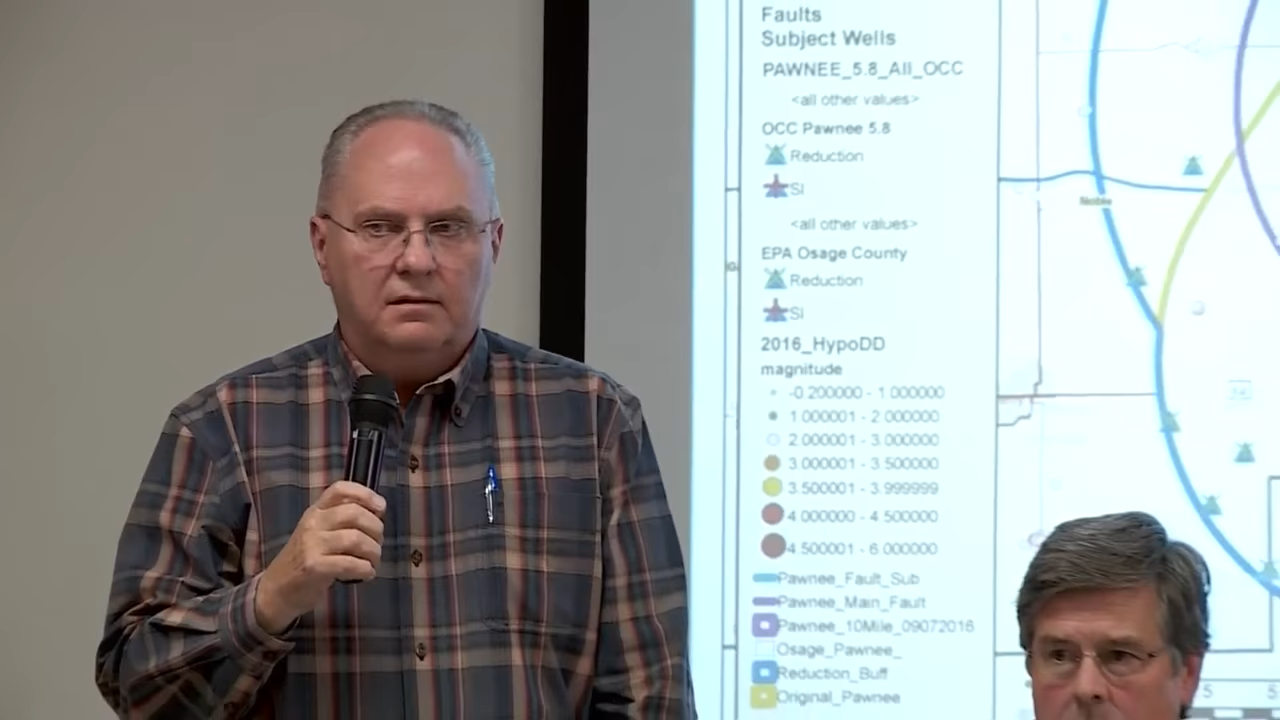 Faults
Subject Wells
PAWNEE_5.8_All_OCC
<all other values>
OCC Pawnee 5.8
Reduction
SI
<all other values>
EPA Osage County
Reduction
SI
2016_HypoDD
magnitude
-0.200000 - 1.000000
1.000001 - 2.000000
2.000001 - 3.000000
3.000001 - 3.500000
3.500001 - 3.999999
4.000000 - 4.500000
4.500001 - 6.000000
Pawnee_Fault_Sub
Pawnee_Main_Fault
Pawnee_10Mile_09072016
Osage_Pawnee_
Reduction_Buff
Original_Pawnee
Noble
5
5